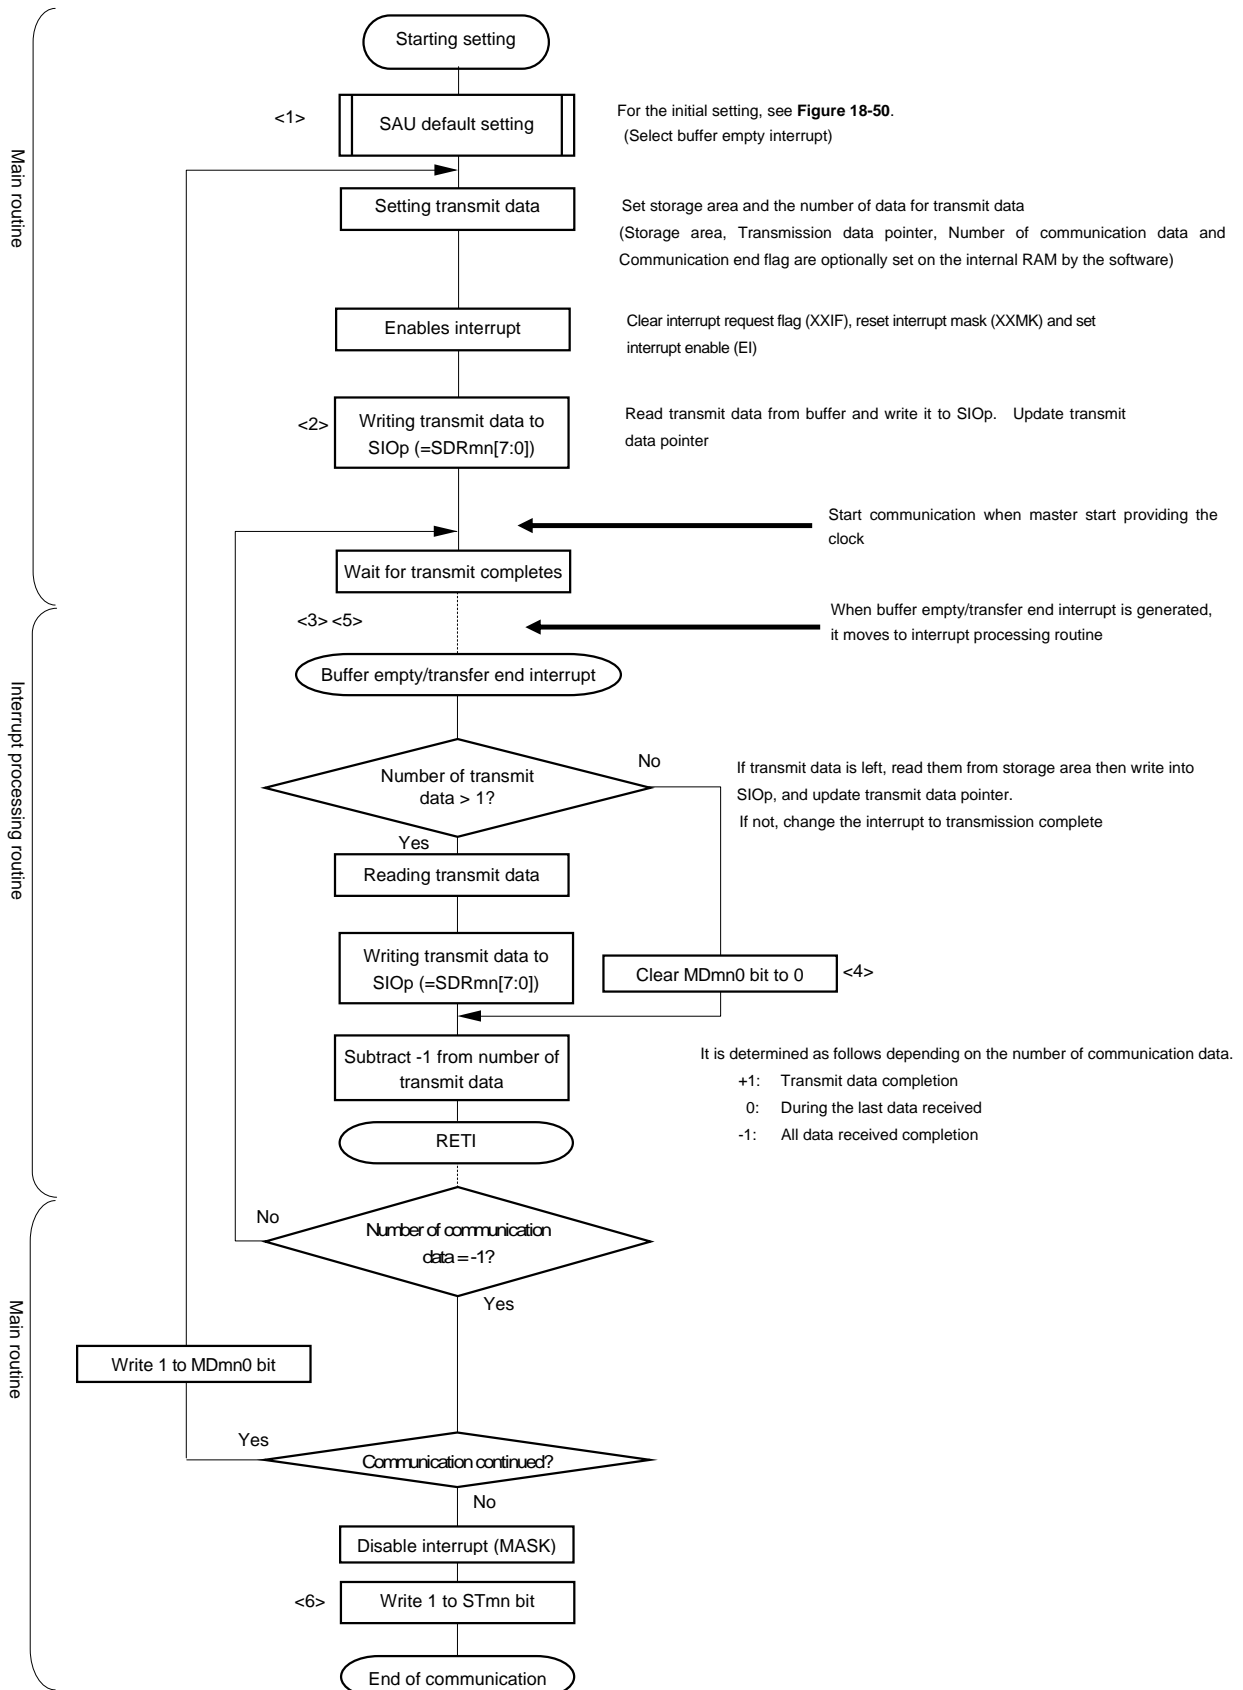 Starting setting
<1>
SAU default setting
For the initial setting, see Figure 18-50.
(Select buffer empty interrupt)
Main routine
Setting transmit data
Set storage area and the number of data for transmit data
(Storage area, Transmission data pointer, Number of communication data and
Communication end flag are optionally set on the internal RAM by the software)
Enables interrupt
Clear interrupt request flag (XXIF), reset interrupt mask (XXMK) and set
interrupt enable (EI)
<2>
Writing transmit data to
SIOp (=SDRmn[7:0])
Read transmit data from buffer and write it to SIOp. Update transmit
data pointer
Start communication when master start providing the
clock
Wait for transmit completes
<3> <5>
When buffer empty/transfer end interrupt is generated,
it moves to interrupt processing routine
Buffer empty/transfer end interrupt
Interrupt processing routine
Number of transmit
data > 1?
No
Yes
If transmit data is left, read them from storage area then write into
SIOp, and update transmit data pointer.
If not, change the interrupt to transmission complete
Reading transmit data
Writing transmit data to
SIOp (=SDRmn[7:0])
Clear MDmn0 bit to 0
<4>
Subtract -1 from number of
transmit data
It is determined as follows depending on the number of communication data.
+1: Transmit data completion
0: During the last data received
-1: All data received completion
RETI
No
Number of communication
data = -1?
Yes
Main routine
Write 1 to MDmn0 bit
Yes
Communication continued?
No
Disable interrupt (MASK)
<6>
Write 1 to STmn bit
End of communication